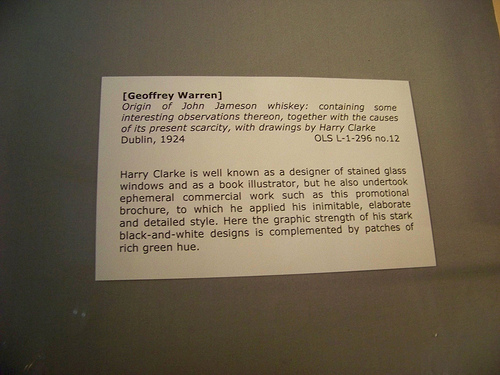 [Geoffrey Warren]
Origin of John Jameson whiskey: containing some
interesting observations thereon, together with the causes
of its present scarcity, with drawings by Harry Clarke
Dublin, 1924 OLS L-1-296 no.12
Harry Clarke is well known as a designer of stained glass
windows and as a book illustrator, but he also undertook
ephemeral commercial work such as this promotional
brochure, to which he applied his inimitable, elaborate
and detailed style. Here the graphic strength of his stark
black-and-white designs is complemented by patches of
rich green hue.